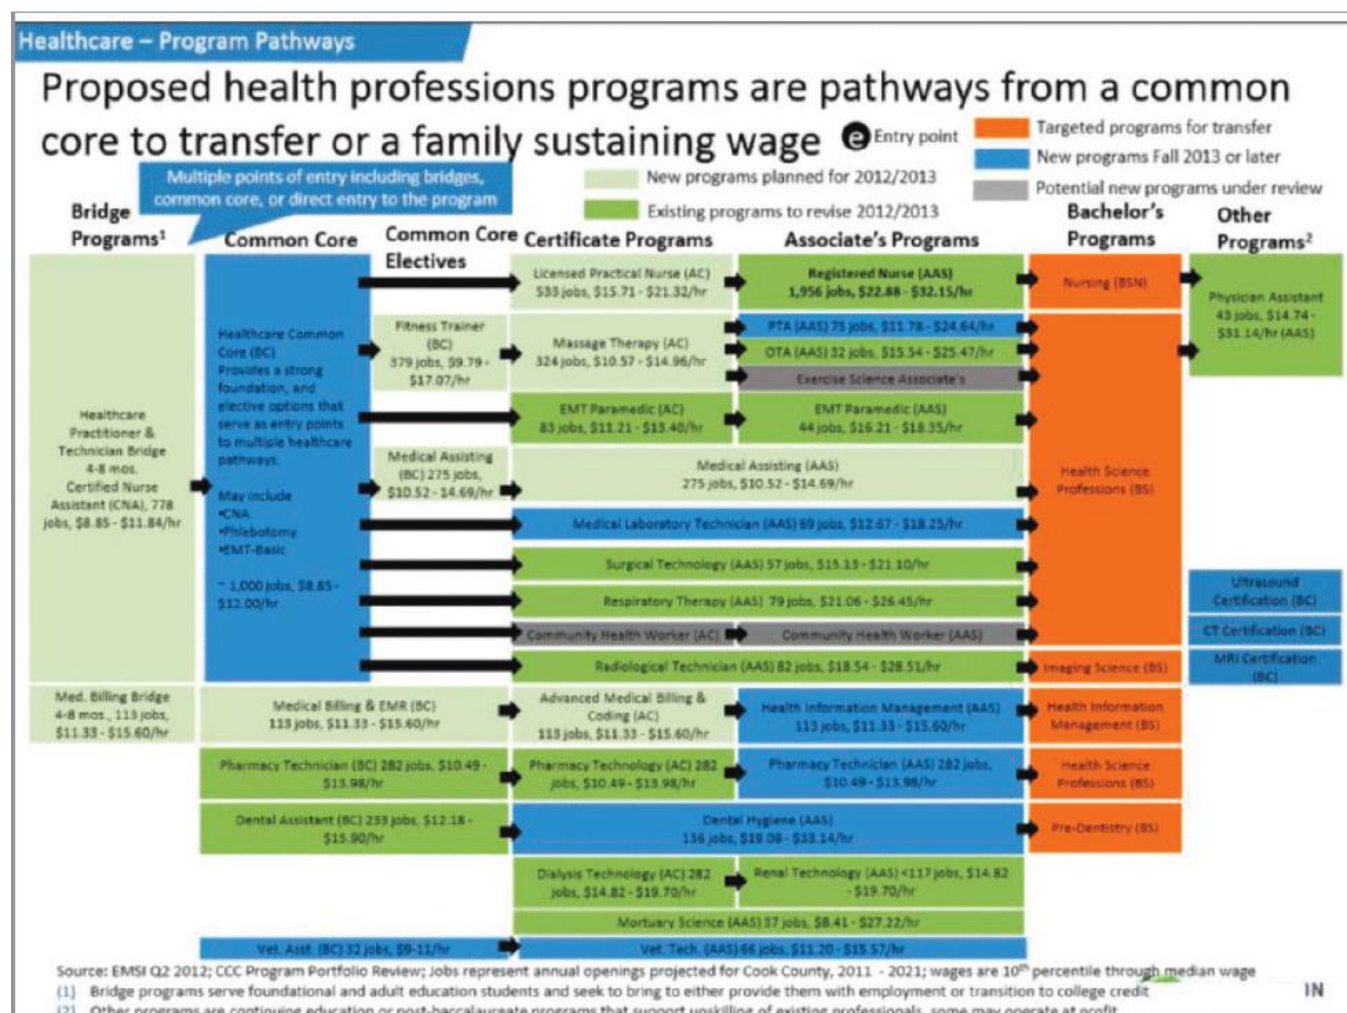 Healthcare – Program Pathways
Proposed health professions programs are pathways from a common
core to transfer or a family sustaining wage
e Entry point
Targeted programs for transfer
New programs Fall 2013 or later
Potential new programs under review
New programs planned for 2012/2013
Existing programs to revise 2012/2013
Multiple points of entry including bridges,
common core, or direct entry to the program
Bridge
Programs¹
Common Core
Common Core
Electives
Certificate Programs
Associate's Programs
Bachelor's
Programs
Other
Programs²
Healthcare
Practitioner &
Technician Bridge
4-8 mos.
Certified Nurse
Assistant (CNA), 778
jobs, $8.85 - $11.84/hr
Healthcare Common
Core (BC)
Provides a strong
foundation, and
elective options that
serve as entry points
to multiple healthcare
pathways.
May include
•CNA
•Phlebotomy
•EMT-Basic
~ 1,000 jobs, $8.85 -
$12.00/hr
Licensed Practical Nurse (AC)
533 jobs, $15.71 - $21.32/hr
Registered Nurse (AAS)
1,956 jobs, $22.88 - $32.15/hr
Nursing (BSN)
Physician Assistant
43 jobs, $14.74 -
$31.14/hr (AAS)
Fitness Trainer
(BC)
379 jobs, $9.79 -
$17.07/hr
Massage Therapy (AC)
324 jobs, $10.57 - $14.96/hr
PTA (AAS) 75 jobs, $11.78 - $24.64/hr
OTA (AAS) 32 jobs, $15.54 - $25.47/hr
Exercise Science Associate's
EMT Paramedic (AC)
83 jobs, $11.21 - $13.40/hr
EMT Paramedic (AAS)
44 jobs, $16.21 - $18.35/hr
Medical Assisting
(BC) 275 jobs,
$10.52 - 14.69/hr
Medical Assisting (AAS)
275 jobs, $10.52 - $14.69/hr
Health Science
Professions (BS)
Medical Laboratory Technician (AAS) 69 jobs, $12.67 - $18.25/hr
Surgical Technology (AAS) 57 jobs, $15.13 - $21.10/hr
Respiratory Therapy (AAS) 79 jobs, $21.06 - $26.45/hr
Community Health Worker (AC)
Community Health Worker (AAS)
Radiological Technician (AAS) 82 jobs, $18.54 - $28.51/hr
Imaging Science (BS)
Ultrasound
Certification (BC)
CT Certification (BC)
MRI Certification
(BC)
Med. Billing Bridge
4-8 mos., 113 jobs,
$11.33 - $15.60/hr
Medical Billing & EMR (BC)
113 jobs, $11.33 - $15.60/hr
Advanced Medical Billing &
Coding (AC)
113 jobs, $11.33 - $15.60/hr
Health Information Management (AAS)
113 jobs, $11.33 - $15.60/hr
Health Information
Management (BS)
Pharmacy Technician (BC) 282 jobs, $10.49 -
$13.98/hr
Pharmacy Technology (AC) 282
jobs, $10.49 - $13.98/hr
Pharmacy Technician (AAS) 282 jobs,
$10.49 - $13.98/hr
Health Science
Professions (BS)
Dental Assistant (BC) 233 jobs, $12.18 -
$15.90/hr
Dental Hygiene (AAS)
136 jobs, $19.08 - $33.14/hr
Pre-Dentistry (BS)
Dialysis Technology (AC) 282
jobs, $14.82 - $19.70/hr
Renal Technology (AAS) <117 jobs, $14.82
- $19.70/hr
Mortuary Science (AAS) 37 jobs, $8.41 - $27.22/hr
Vet. Asst. (BC) 32 jobs, $9-11/hr
Vet. Tech. (AAS) 66 jobs, $11.20 - $15.57/hr
Source: EMSI Q2 2012; CCC Program Portfolio Review; Jobs represent annual openings projected for Cook County, 2011 - 2021; wages are 10th percentile through median wage
(1) Bridge programs serve foundational and adult education students and seek to bring to either provide them with employment or transition to college credit
IN
(2) Other programs are continuing education or post-baccalaureate programs that support upskilling of existing professionals, some may operate at profit